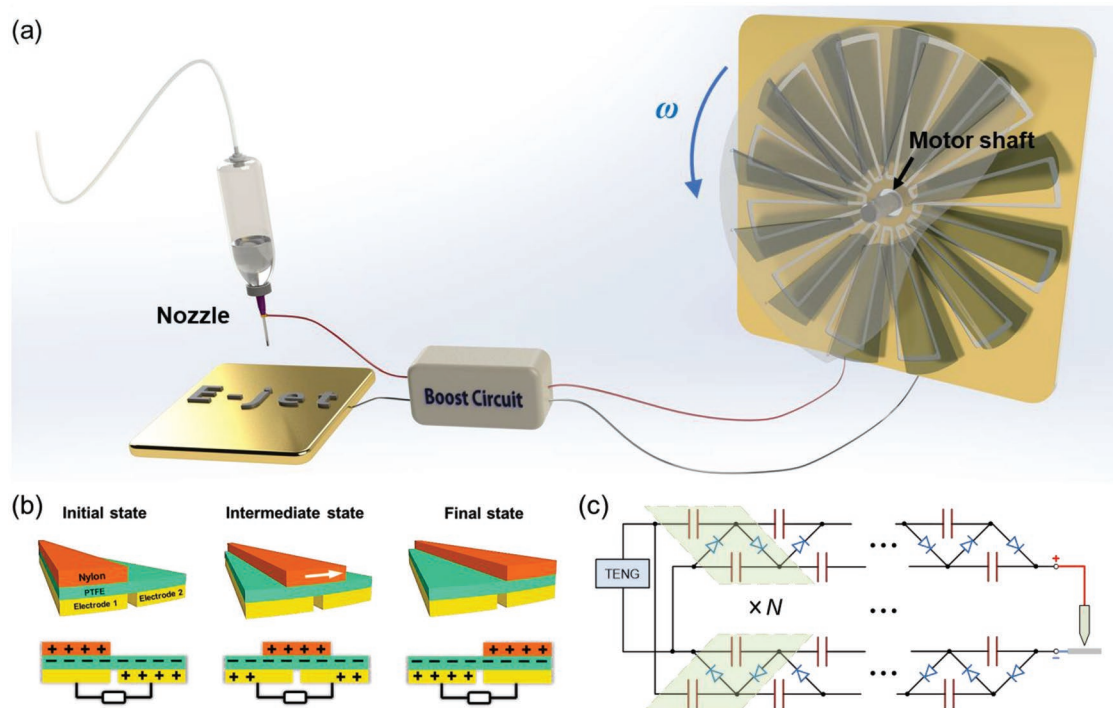 (a)
ω
Motor shaft
Nozzle
E-jet
Boost Circuit
(b)
Initial state
Intermediate state
Final state
Nylon
PTFE
Electrode 1
Electrode 2
+ + + +
+ + + +
+ + + +
− − − − − − − − −
− − − − − − − − −
− − − − − − − − −
+ + + +
+ +
+ +
+ + + +
(c)
TENG
×N
+
−